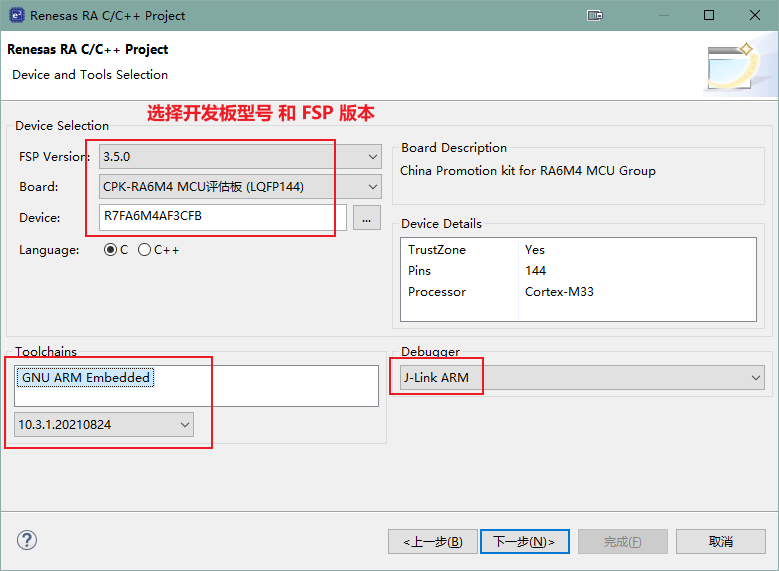 Renesas RA C/C++ Project
Renesas RA C/C++ Project
Device and Tools Selection
选择开发板型号 和 FSP 版本
Device Selection
FSP Version: 3.5.0
Board: CPK-RA6M4 MCU评估板 (LQFP144)
Device: R7FA6M4AF3CFB ...
Language: C C++
Board Description
China Promotion kit for RA6M4 MCU Group
Device Details
TrustZone Yes
Pins 144
Processor Cortex-M33
Toolchains
GNU ARM Embedded
10.3.1.20210824
Debugger
J-Link ARM
? <上一步(B) 下一步(N)> 完成(F) 取消